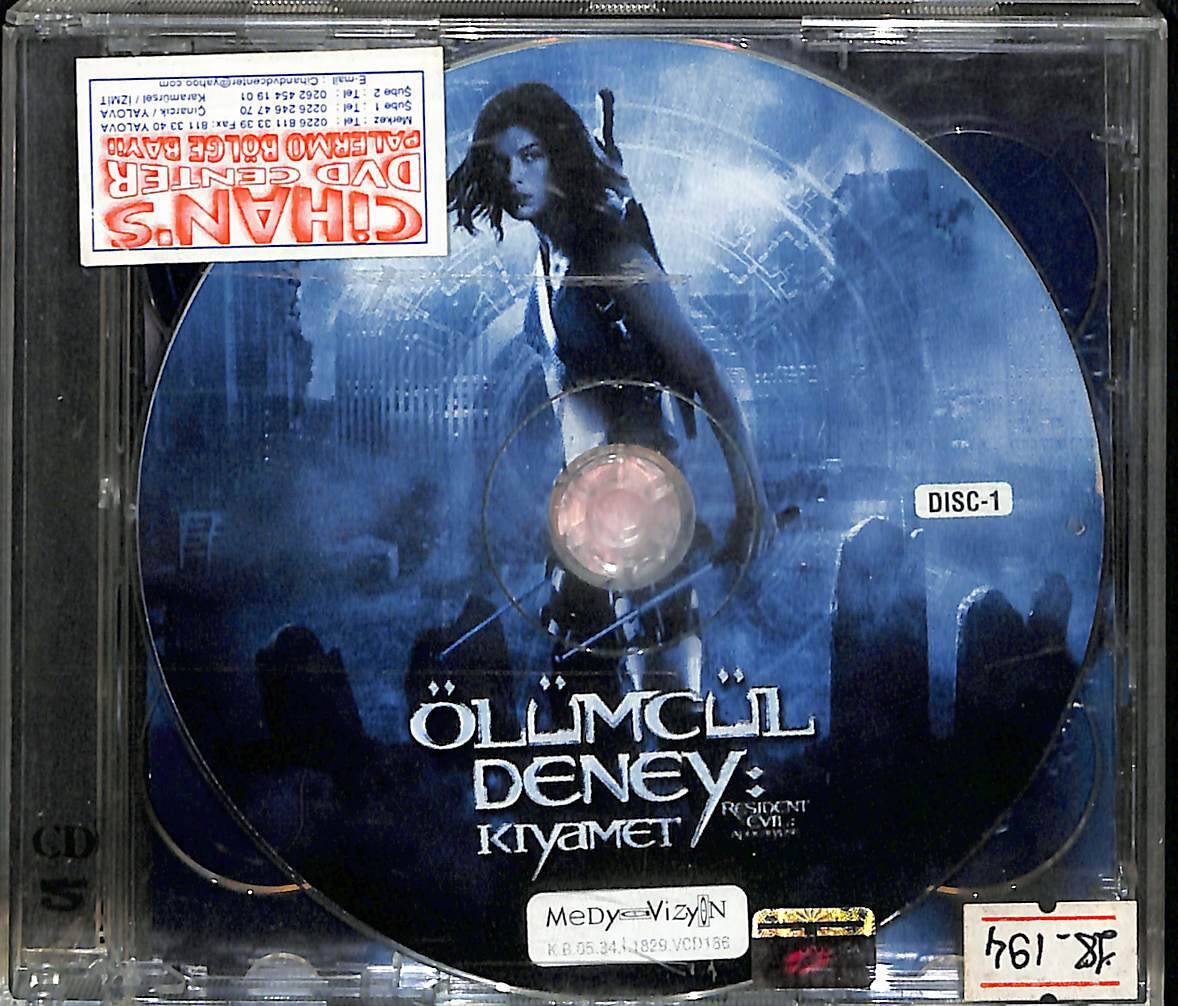 CİHAN'S
DVD CENTER
PALERMO BÖLGE BAYİİ
Merkez : Tel : 0226 811 33 39 Fax: 811 33 40 YALOVA
Şube 1 : Tel : 0226 246 47 70 Çınarcık / YALOVA
Şube 2 : Tel : 0262 454 19 01 Karamürsel / İZMİT
E-mail : Cihandvdcenter@yahoo.com
DISC-1
ÖLÜMCÜL
DENEY:
KIYAMET
RESIDENT
EVIL:
APOCALYPSE
CD
5
MeDyaVizyON
K.B.05.34.I.1829.VCD186
-194